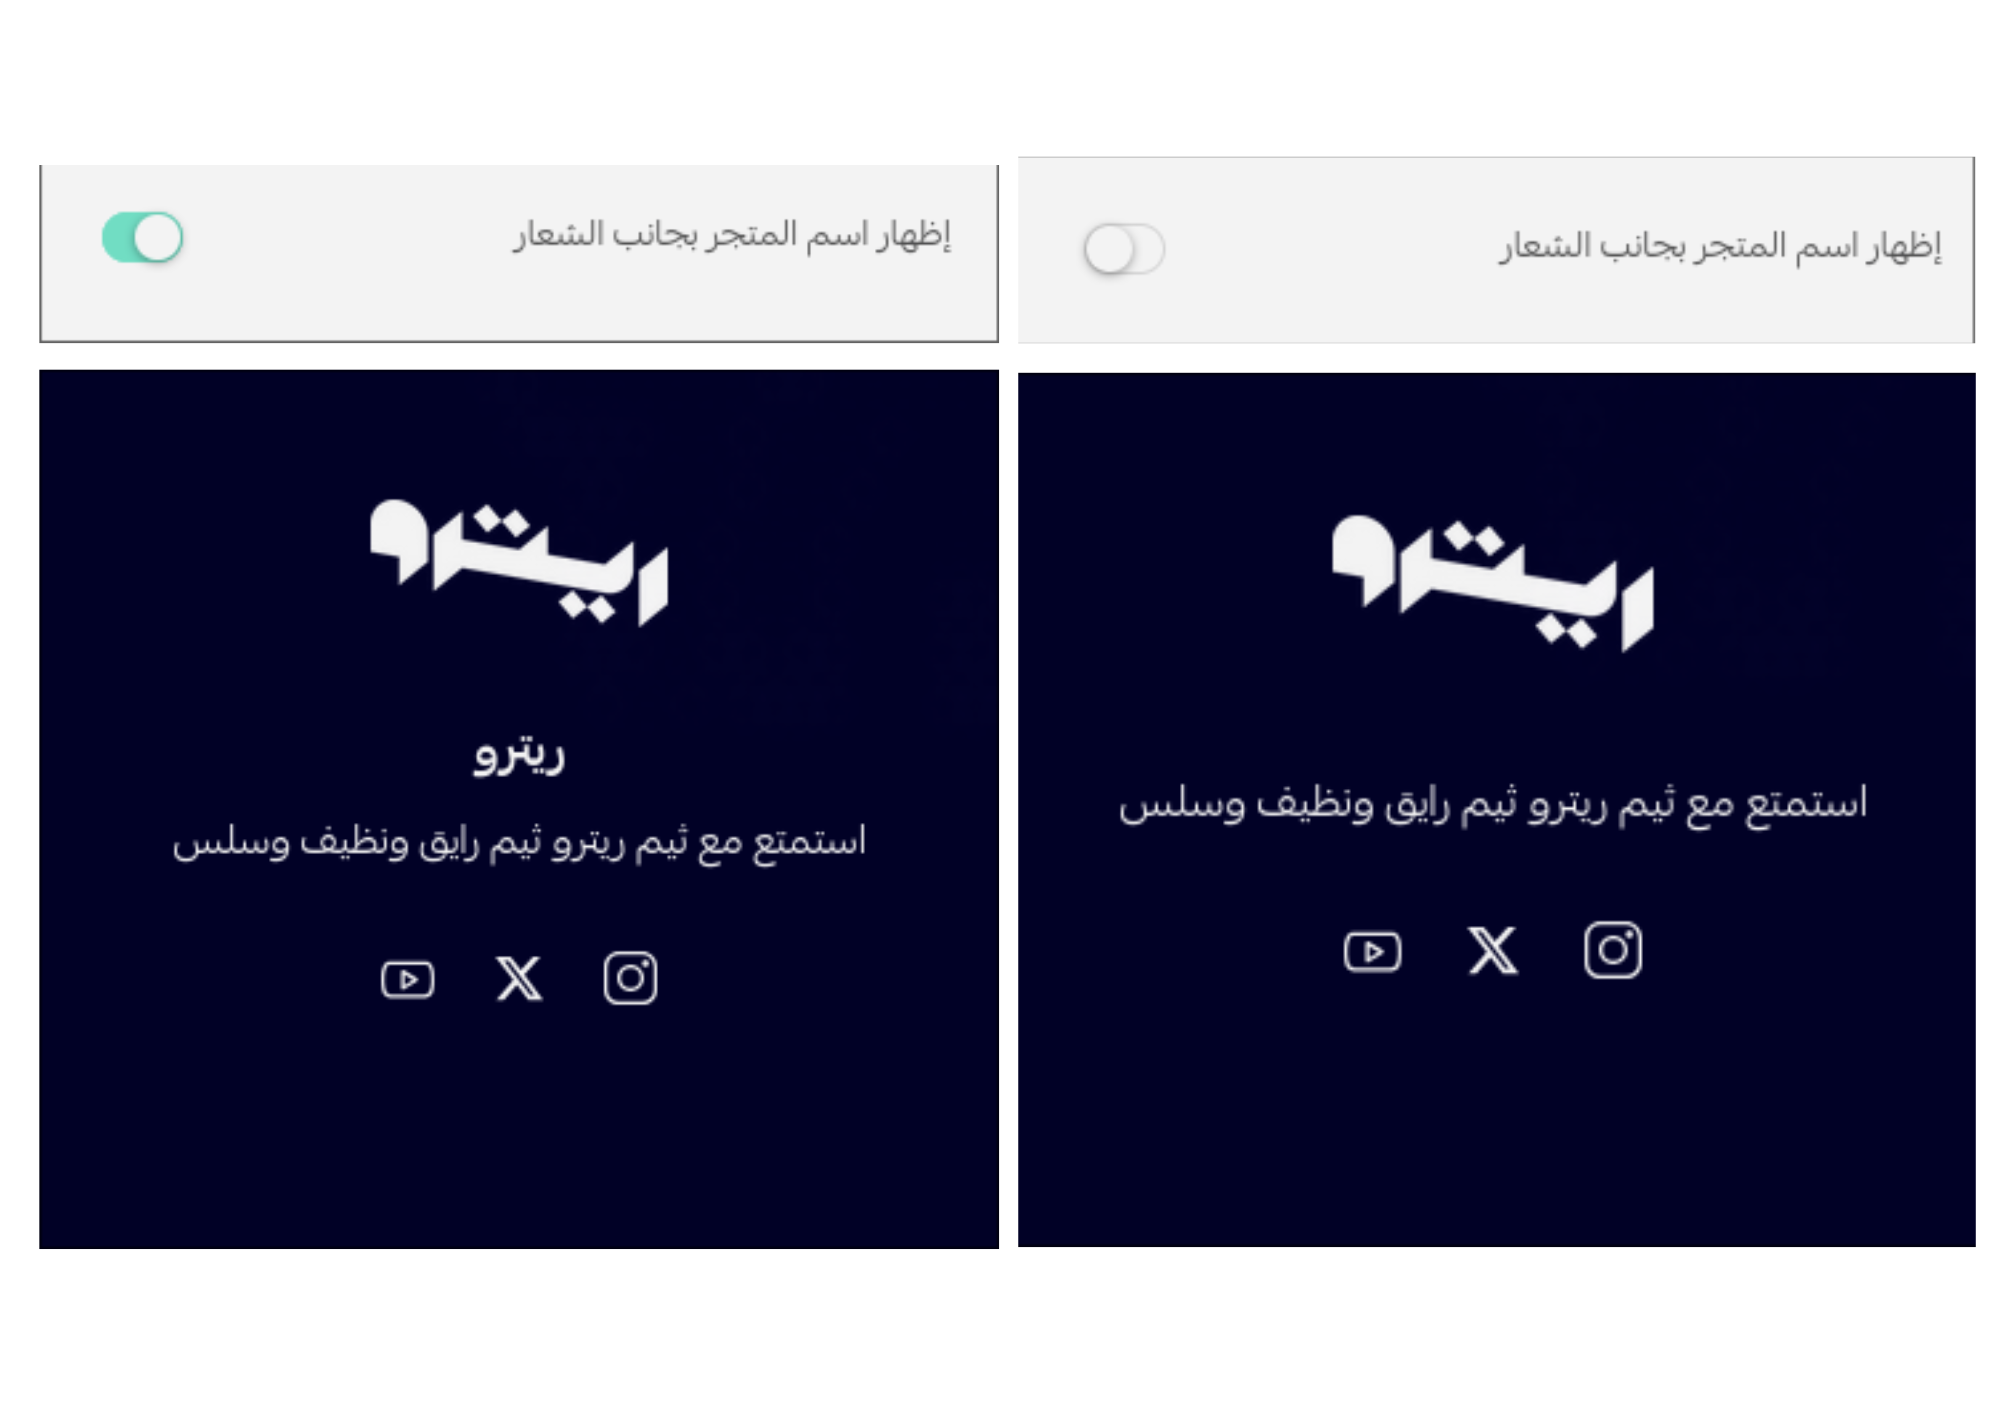 إظهار اسم المتجر بجانب الشعار
ريترو
استمتع مع ثيم ريترو ثيم رايق ونظيف وسلس
إظهار اسم المتجر بجانب الشعار
ريترو
ريترو
استمتع مع ثيم ريترو ثيم رايق ونظيف وسلس